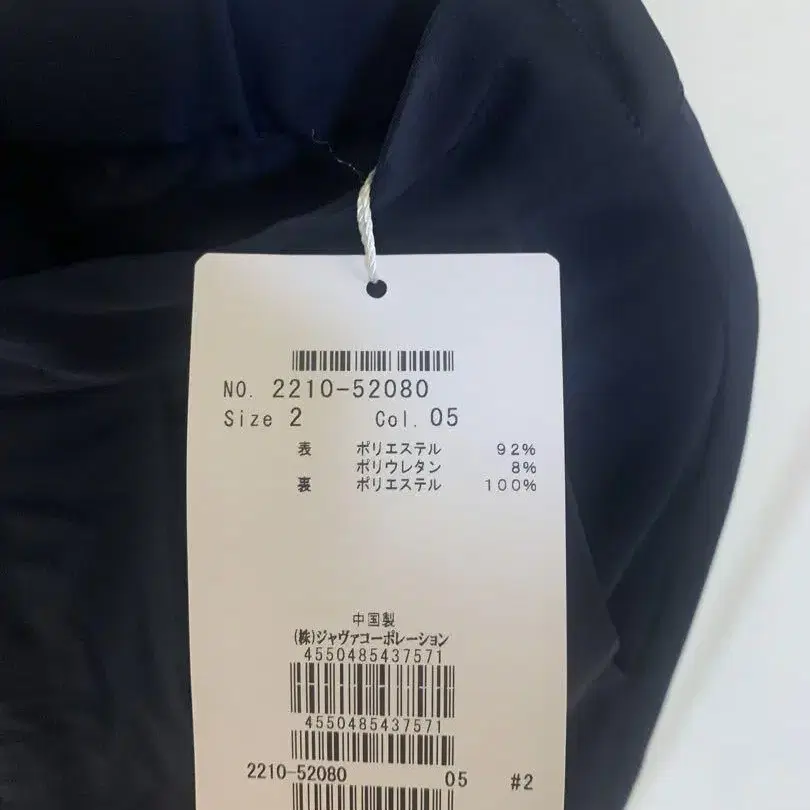 NO. 2210-52080
Size 2 Col. 05
表 ポリエステル 92%
ポリウレタン 8%
裏 ポリエステル 100%
中国製
(株)ジャヴァコーポレーション
4550485437571
4550485437571
2210-52080 05 #2